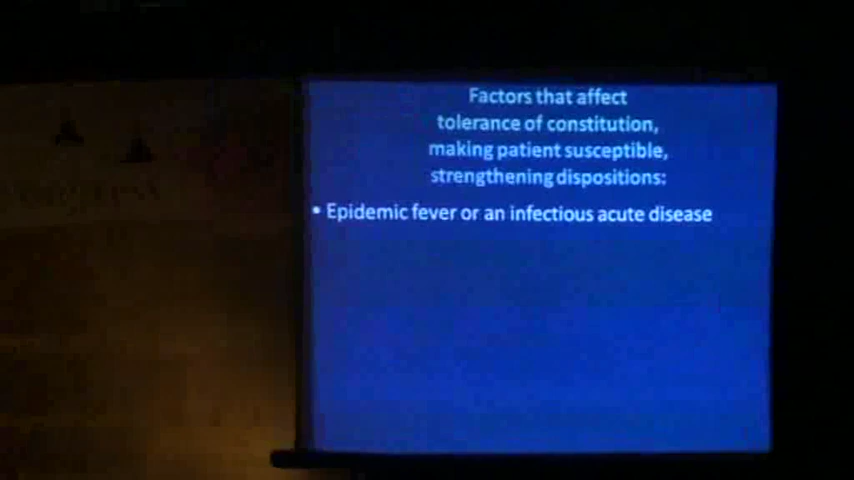 Factors that affect
tolerance of constitution,
making patient susceptible,
strengthening dispositions:
• Epidemic fever or an infectious acute disease